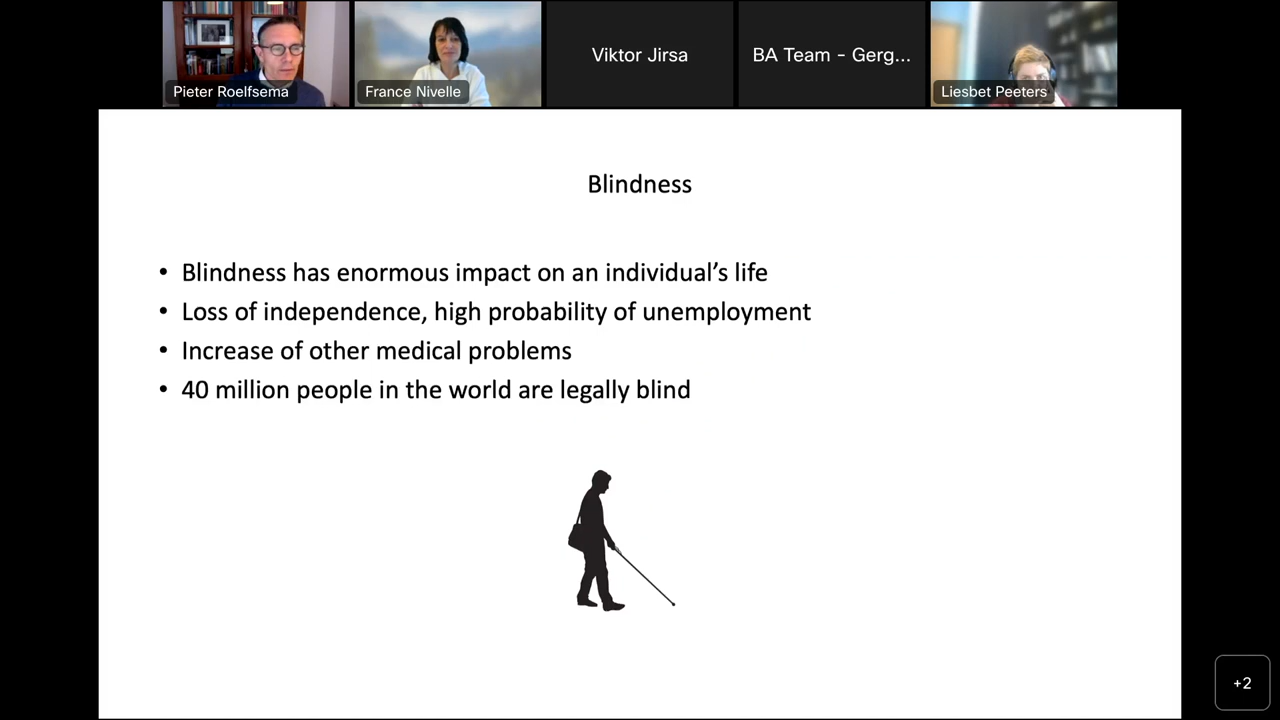 Pieter Roelfsema
France Nivelle
Viktor Jirsa
BA Team - Gerg...
Liesbet Peeters
Blindness
• Blindness has enormous impact on an individual’s life
• Loss of independence, high probability of unemployment
• Increase of other medical problems
• 40 million people in the world are legally blind
+2